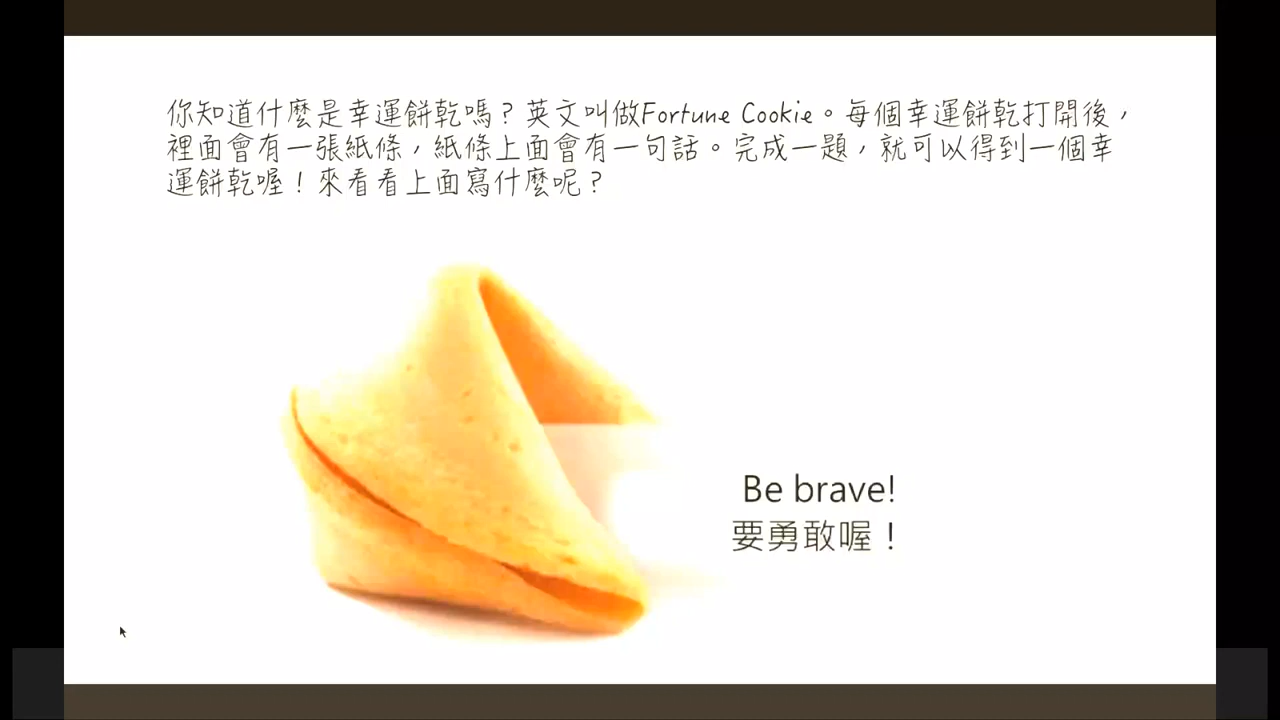 你知道什麼是幸運餅乾嗎？英文叫做Fortune Cookie。每個幸運餅乾打開後，
裡面會有一張紙條，紙條上面會有一句話。完成一題，就可以得到一個幸
運餅乾喔！來看看上面寫什麼呢？
Be brave!
要勇敢喔！